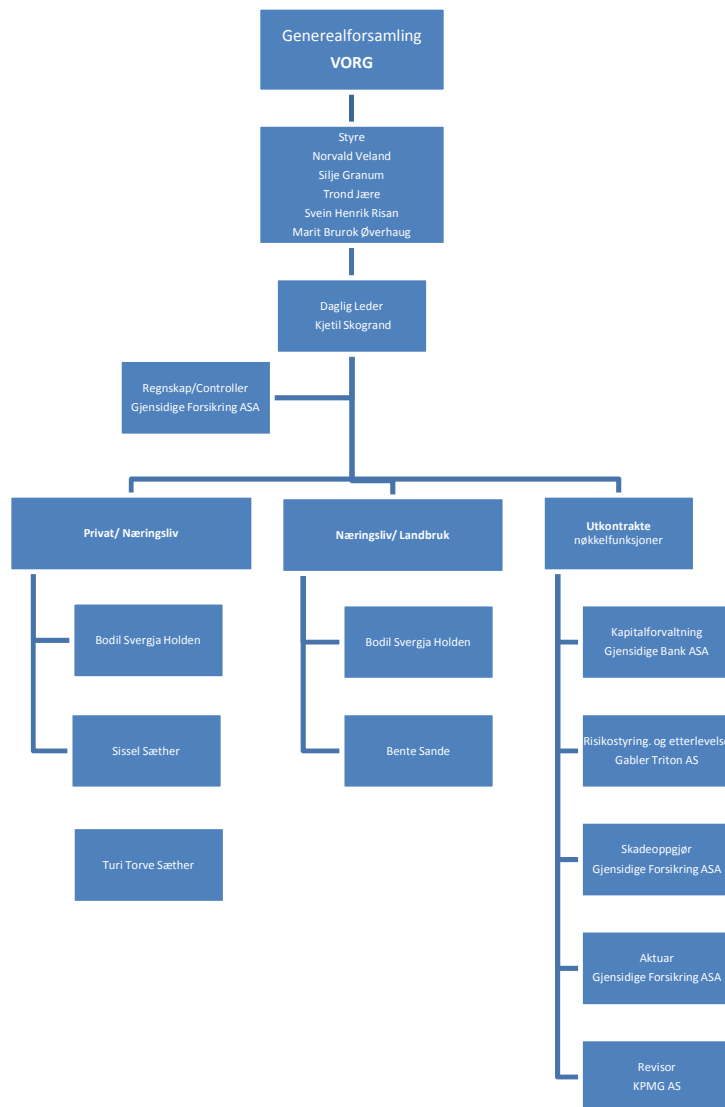 Generealforsamling
VORG
Styre
Norvald Veland
Silje Granum
Trond Jære
Svein Henrik Risan
Marit Brurok Øverhaug
Daglig Leder
Kjetil Skogrand
Regnskap/Controller
Gjensidige Forsikring ASA
Privat/ Næringsliv
Bodil Svergja Holden
Sissel Sæther
Turi Torve Sæther
Næringsliv/ Landbruk
Bodil Svergja Holden
Bente Sande
Utkontrakte
nøkkelfunksjoner
Kapitalforvaltning
Gjensidige Bank ASA
Risikostyring. og etterlevelse
Gabler Triton AS
Skadeoppgjør
Gjensidige Forsikring ASA
Aktuar
Gjensidige Forsikring ASA
Revisor
KPMG AS